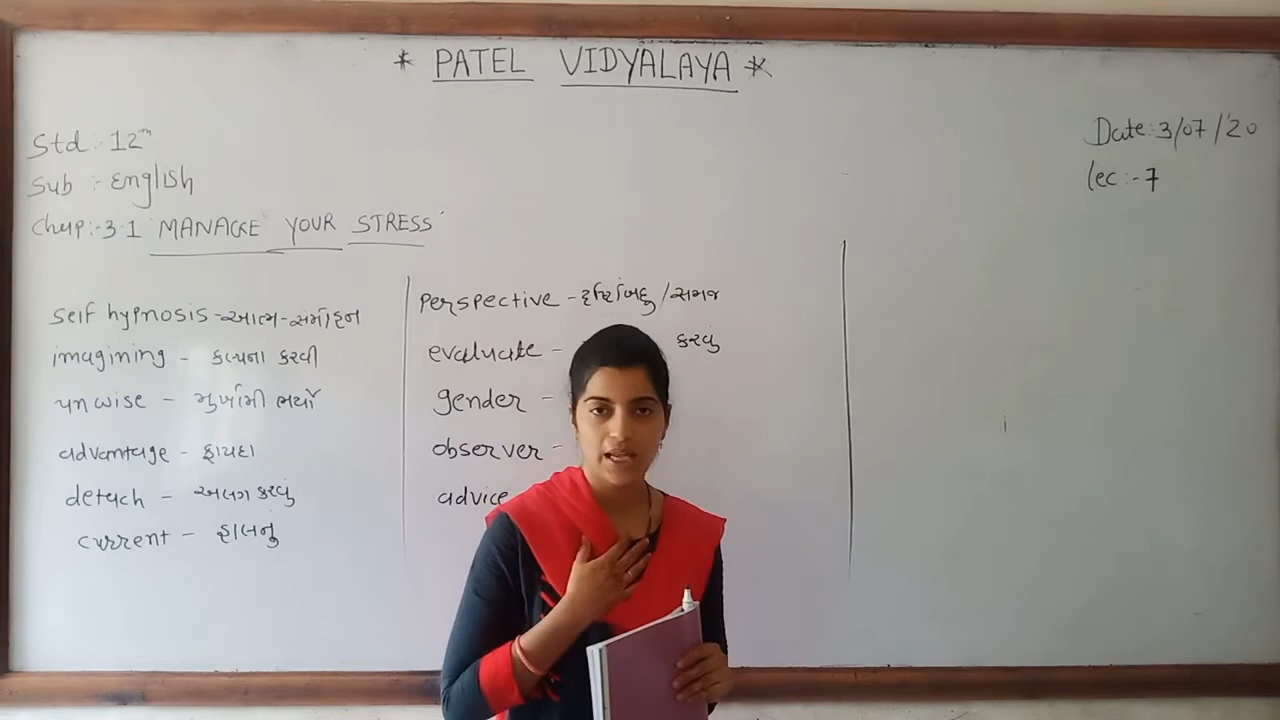 * PATEL VIDYALAYA *
Std :- 12th
Sub :- English
Chap:-3.1 'MANAGE YOUR STRESS'
Date:-3/07/'20
lec:-7
self hypnosis-આત્મ-સંમોહન
imagining - કલ્પના કરવી
unwise - મુર્ખામી ભર્યો
advantage - ફાયદા
detach - અલગ કરવું
current - હાલનું
Perspective - દ્રષ્ટિબિંદુ/સમજ
evaluate - કરવું
gender -
observer -
advice